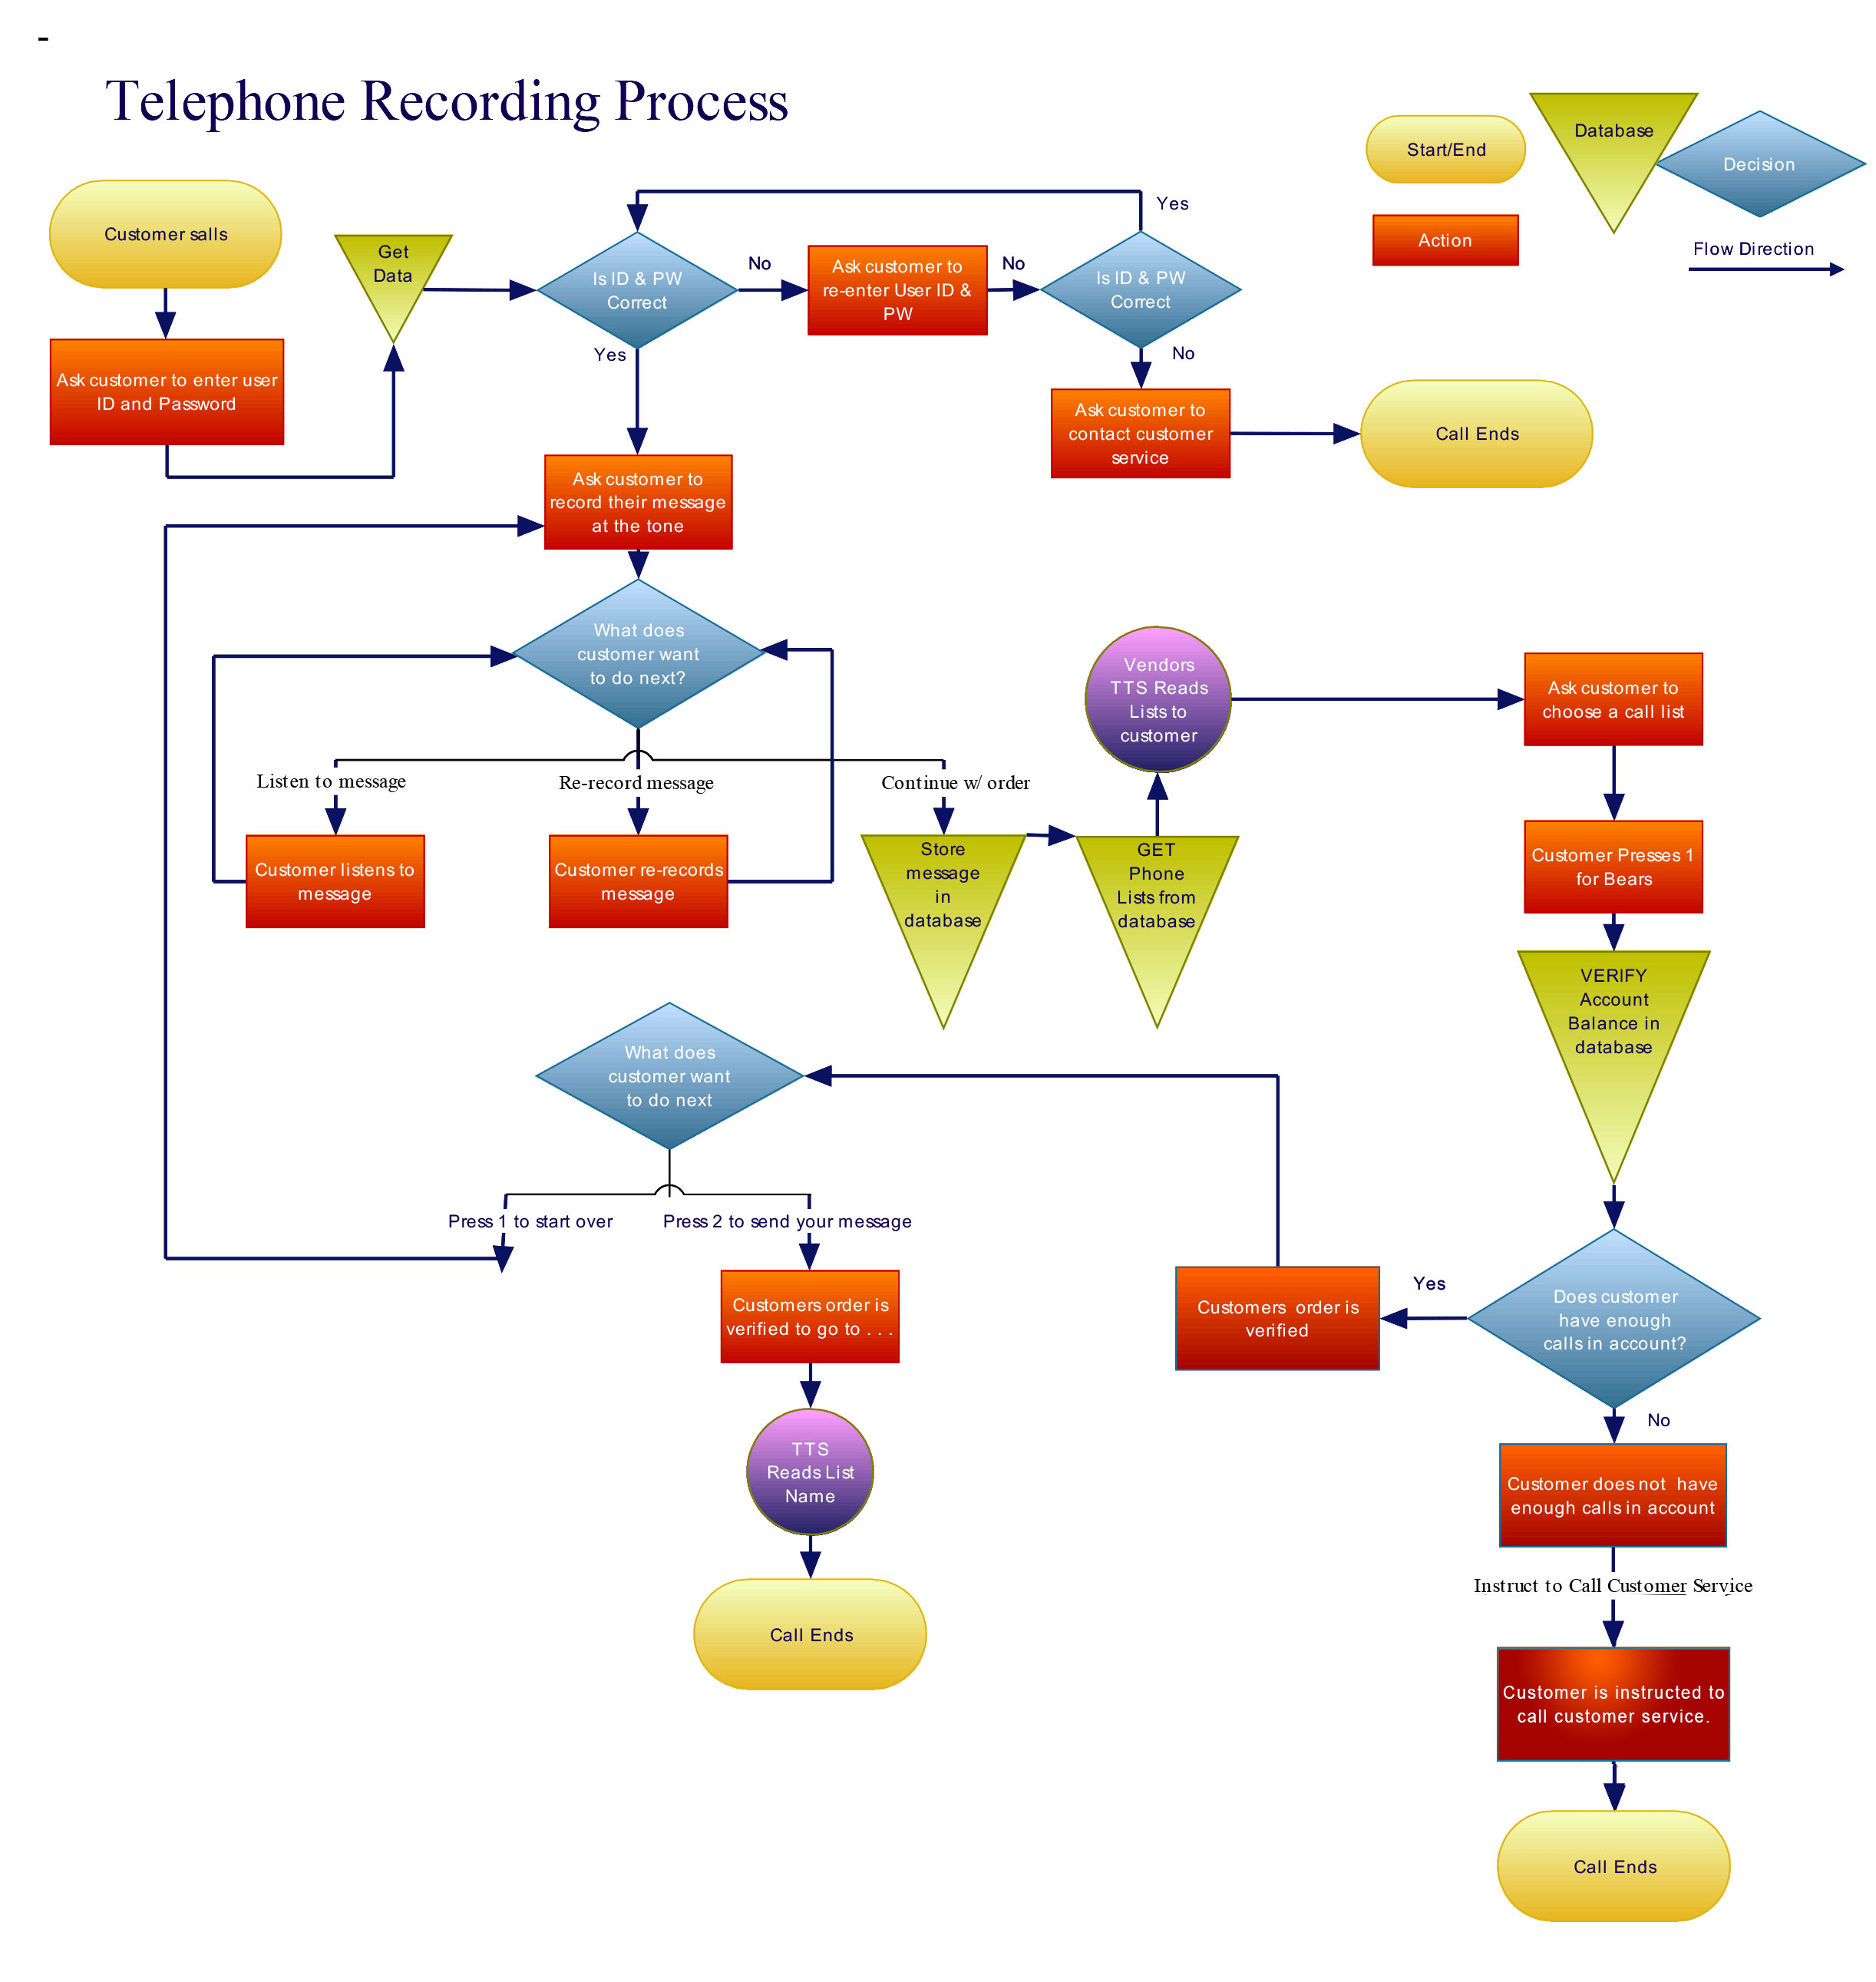 -
Telephone Recording Process
Start/End
Database
Decision
Action
Flow Direction
Customer salls
Ask customer to enter user
ID and Password
Get
Data
Is ID & PW
Correct
No
Ask customer to
re-enter User ID &
PW
No
Is ID & PW
Correct
Yes
Yes
No
Ask customer to
contact customer
service
Call Ends
Ask customer to
record their message
at the tone
What does
customer want
to do next?
Listen to message
Re-record message
Continue w/ order
Customer listens to
message
Customer re-records
message
Store
message
in
database
GET
Phone
Lists from
database
Vendors
TTS Reads
Lists to
customer
Ask customer to
choose a call list
Customer Presses 1
for Bears
VERIFY
Account
Balance in
database
Does customer
have enough
calls in account?
Yes
Customers order is
verified
What does
customer want
to do next
Press 1 to start over
Press 2 to send your message
Customers order is
verified to go to . . .
TTS
Reads List
Name
Call Ends
No
Customer does not have
enough calls in account
Instruct to Call Customer Service
Customer is instructed to
call customer service.
Call Ends